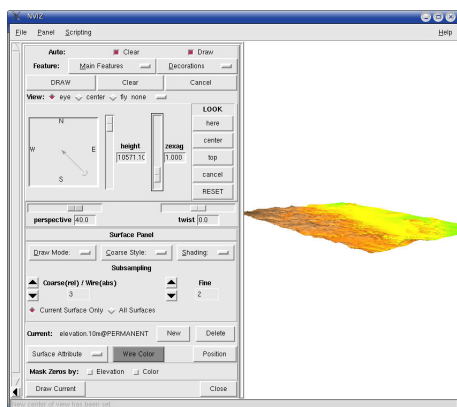 NVIZ
File Panel Scripting Help
Auto: Clear Draw
Feature: Main Features Decorations
DRAW Clear Cancel
View: eye center fly none
LOOK
here
center
top
cancel
RESET
N
W E
S
height
10571.10
zexag
1.000
perspective 40.0 twist 0.0
Surface Panel
Draw Mode: Coarse Style: Shading:
Subsampling
Coarse(rel) / Wire(abs) Fine
3 2
Current Surface Only All Surfaces
Current: elevation.10m@PERMANENT New Delete
Surface Attribute Wire Color Position
Mask Zeros by: Elevation Color
Draw Current Close
New center of view has been set